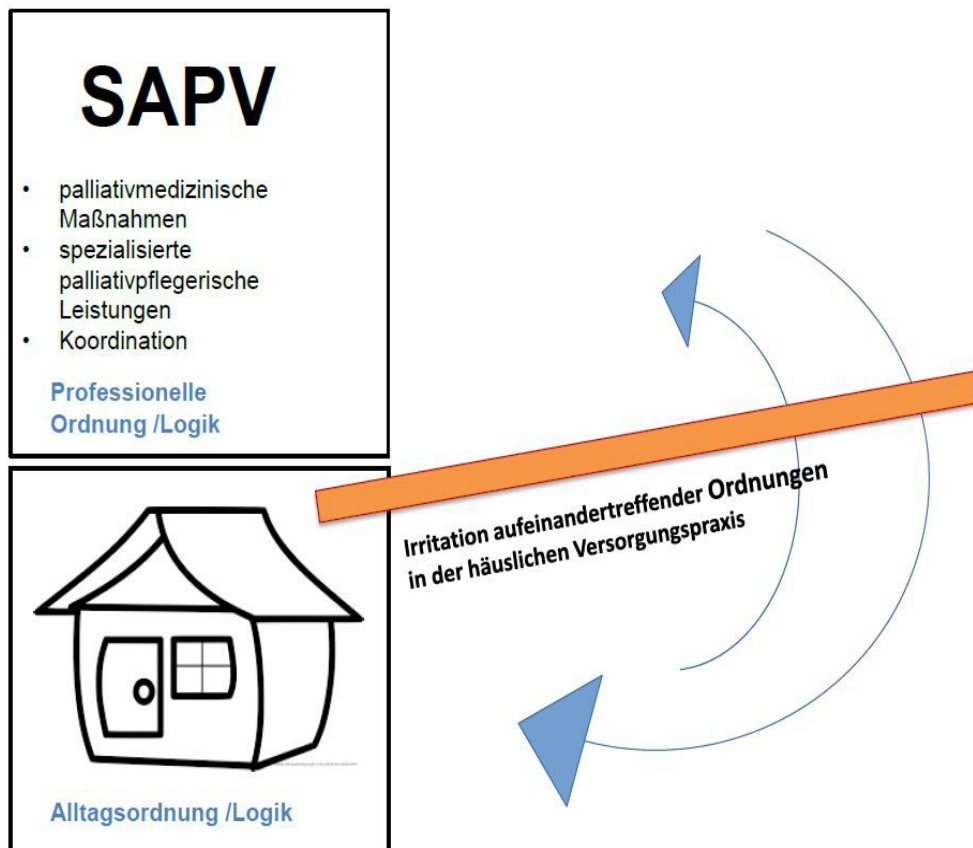 SAPV
• palliativmedizinische
Maßnahmen
• spezialisierte
palliativpflegerische
Leistungen
• Koordination
Professionelle
Ordnung /Logik
Irritation aufeinandertreffender Ordnungen
in der häuslichen Versorgungspraxis
Alltagsordnung /Logik